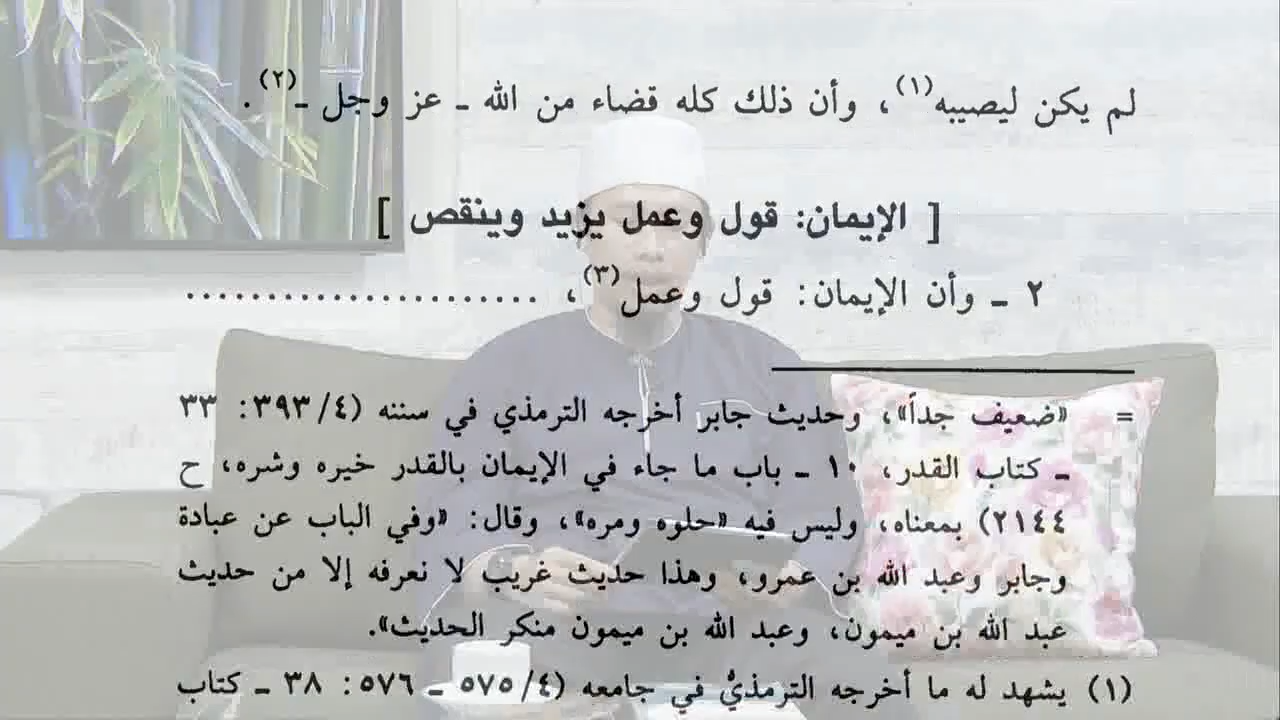 لم يكن ليصيبه(١)، وأن ذلك كله قضاء من الله ـ عز وجل ـ(٢).
[ الإيمان: قول وعمل يزيد وينقص ]
٢ ـ وأن الإيمان: قول وعمل(٣)، ......................
= «ضعيف جداً»، وحديث جابر أخرجه الترمذي في سننه (٣٩٣/٤: ٣٣
ـ كتاب القدر، ١٠ ـ باب ما جاء في الإيمان بالقدر خيره وشره، ح
٢١٤٤) بمعناه، وليس فيه «حلوه ومره»، وقال: «وفي الباب عن عبادة
وجابر وعبد الله بن عمرو، وهذا حديث غريب لا نعرفه إلا من حديث
عبد الله بن ميمون، وعبد الله بن ميمون منكر الحديث».
(١) يشهد له ما أخرجه الترمذيُّ في جامعه (٥٧٥/٤ ـ ٥٧٦: ٣٨ ـ كتاب